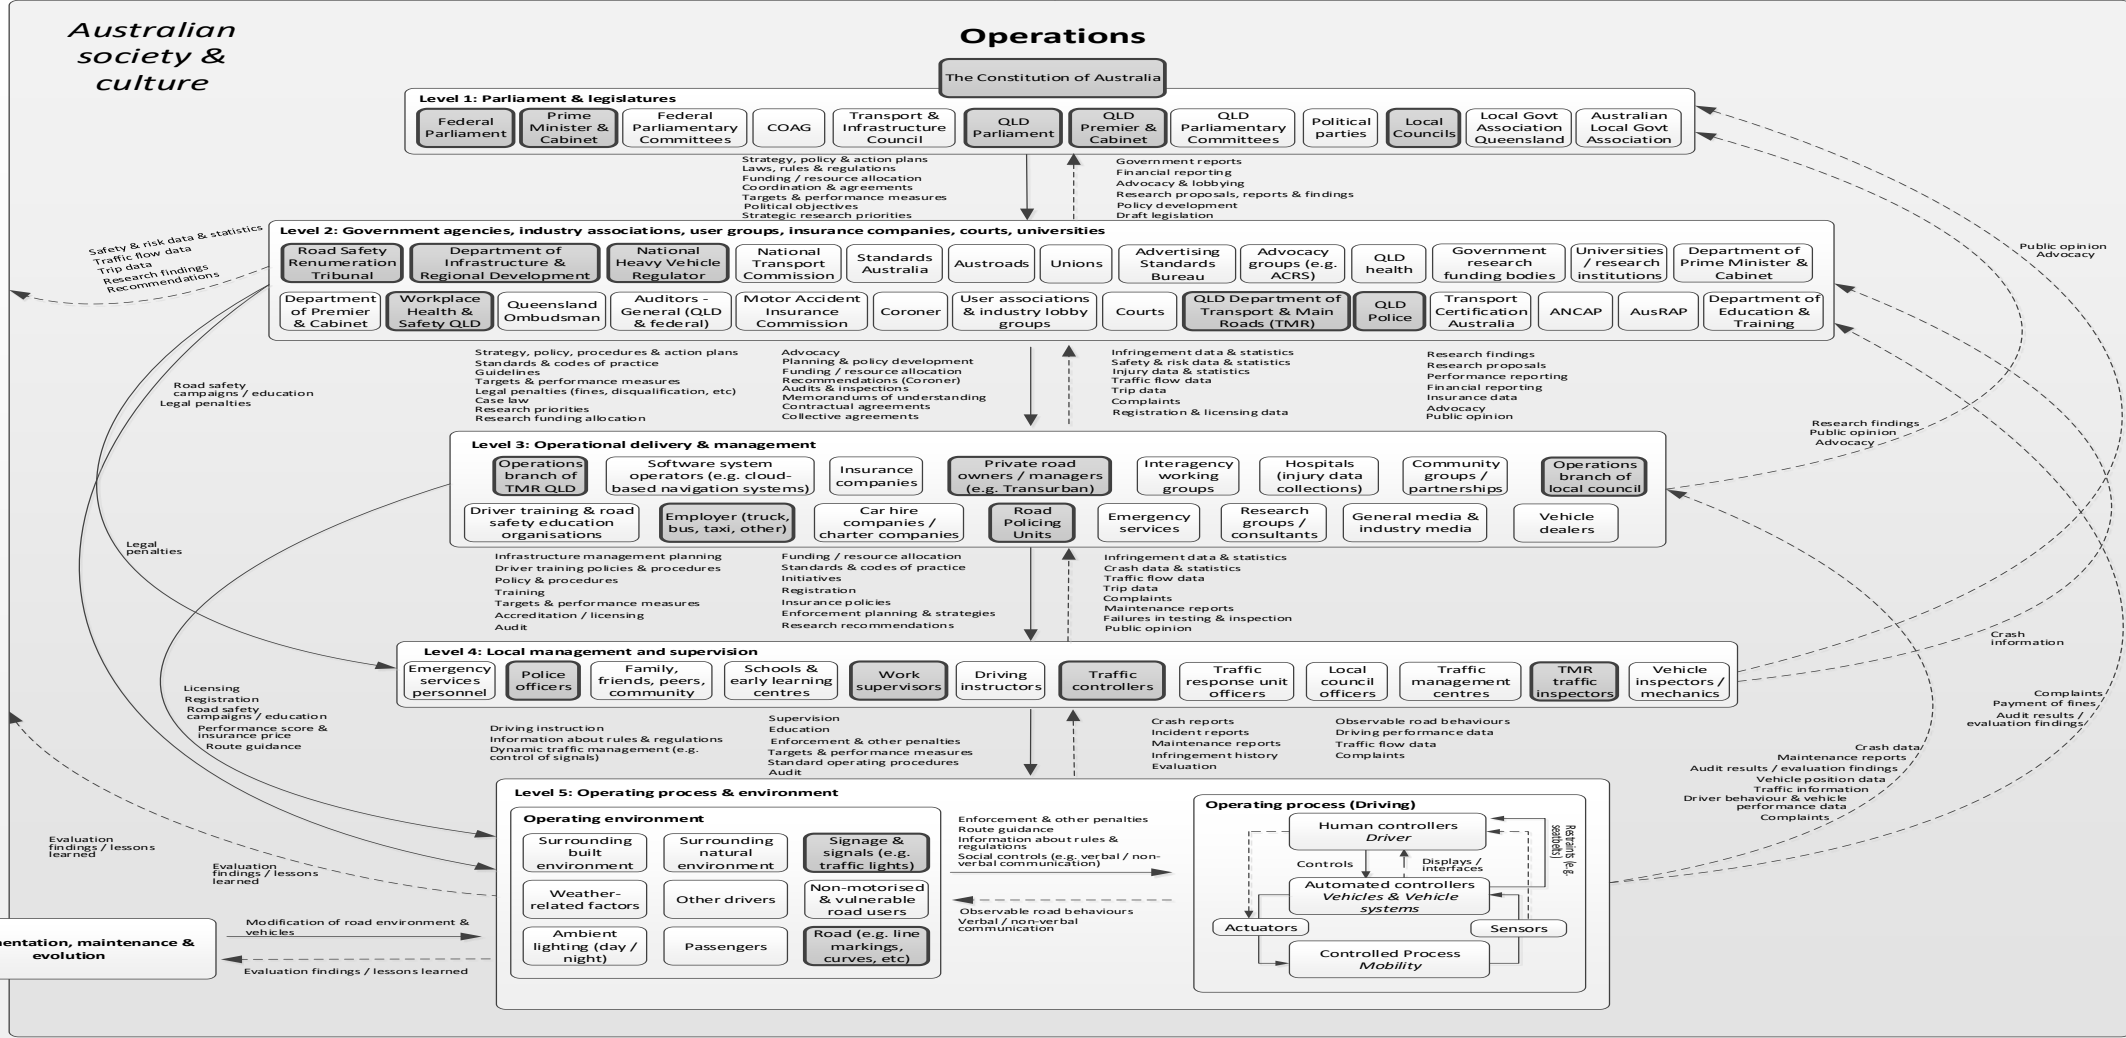 Australian
society &
culture
Operations
The Constitution of Australia
Level 1: Parliament & legislatures
Federal
Parliament
Prime
Minister &
Cabinet
Federal
Parliamentary
Committees
COAG
Transport &
Infrastructure
Council
QLD
Parliament
QLD
Premier &
Cabinet
QLD
Parliamentary
Committees
Political
parties
Local
Councils
Local Govt
Association
Queensland
Australian
Local Govt
Association
Strategy, policy & action plans
Laws, rules & regulations
Funding / resource allocation
Coordination & agreements
Targets & performance measures
Political objectives
Strategic research priorities
Government reports
Financial reporting
Advocacy & lobbying
Research proposals, reports & findings
Policy development
Draft legislation
Level 2: Government agencies, industry associations, user groups, insurance companies, courts, universities
Road Safety
Renumeration
Tribunal
Department of
Infrastructure &
Regional Development
National
Heavy Vehicle
Regulator
National
Transport
Commission
Standards
Australia
Austroads
Unions
Advertising
Standards
Bureau
Advocacy
groups (e.g.
ACRS)
QLD
health
Government
research
funding bodies
Universities
/ research
institutions
Department of
Prime Minister &
Cabinet
Department
of Premier
& Cabinet
Workplace
Health &
Safety QLD
Queensland
Ombudsman
Auditors -
General (QLD
& federal)
Motor Accident
Insurance
Commission
Coroner
User associations
& industry lobby
groups
Courts
QLD Department of
Transport & Main
Roads (TMR)
QLD
Police
Transport
Certification
Australia
ANCAP
AusRAP
Department of
Education &
Training
Safety & risk data & statistics
Traffic flow data
Trip data
Research findings
Recommendations
Public opinion
Advocacy
Road safety
campaigns / education
Legal penalties
Strategy, policy, procedures & action plans
Standards & codes of practice
Guidelines
Targets & performance measures
Legal penalties (fines, disqualification, etc)
Case law
Research priorities
Research funding allocation
Advocacy
Planning & policy development
Funding / resource allocation
Recommendations (Coroner)
Audits & inspections
Memorandums of understanding
Contractual agreements
Collective agreements
Infringement data & statistics
Safety & risk data & statistics
Injury data & statistics
Traffic flow data
Trip data
Complaints
Registration & licensing data
Research findings
Research proposals
Performance reporting
Financial reporting
Insurance data
Advocacy
Public opinion
Research findings
Public opinion
Advocacy
Level 3: Operational delivery & management
Operations
branch of
TMR QLD
Software system
operators (e.g. cloud-
based navigation systems)
Insurance
companies
Private road
owners / managers
(e.g. Transurban)
Interagency
working
groups
Hospitals
(injury data
collections)
Community
groups /
partnerships
Operations
branch of
local council
Driver training & road
safety education
organisations
Employer (truck,
bus, taxi, other)
Car hire
companies /
charter companies
Road
Policing
Units
Emergency
services
Research
groups /
consultants
General media &
industry media
Vehicle
dealers
Legal
penalties
Infrastructure management planning
Driver training policies & procedures
Policy & procedures
Training
Targets & performance measures
Accreditation / licensing
Audit
Funding / resource allocation
Standards & codes of practice
Initiatives
Registration
Insurance policies
Enforcement planning & strategies
Research recommendations
Infringement data & statistics
Crash data & statistics
Traffic flow data
Trip data
Complaints
Maintenance reports
Failures in testing & inspection
Public opinion
Crash
information
Level 4: Local management and supervision
Emergency
services
personnel
Police
officers
Family,
friends, peers,
community
Schools &
early learning
centres
Work
supervisors
Driving
instructors
Traffic
controllers
Traffic
response unit
officers
Local
council
officers
Traffic
management
centres
TMR
traffic
inspectors
Vehicle
inspectors /
mechanics
Licensing
Registration
Road safety
campaigns / education
Performance score &
insurance price
Route guidance
Driving instruction
Information about rules & regulations
Dynamic traffic management (e.g.
control of signals)
Supervision
Education
Enforcement & other penalties
Targets & performance measures
Standard operating procedures
Audit
Crash reports
Incident reports
Maintenance reports
Infringement history
Evaluation
Observable road behaviours
Driving performance data
Traffic flow data
Complaints
Complaints
Payment of fines
Audit results /
evaluation findings
Crash data
Maintenance reports
Audit results / evaluation findings
Vehicle position data
Traffic information
Driver behaviour & vehicle
performance data
Complaints
Level 5: Operating process & environment
Operating environment
Surrounding
built
environment
Surrounding
natural
environment
Signage &
signals (e.g.
traffic lights)
Weather-
related factors
Other drivers
Non-motorised
& vulnerable
road users
Ambient
lighting (day /
night)
Passengers
Road (e.g. line
markings,
curves, etc)
Enforcement & other penalties
Route guidance
Information about rules &
regulations
Social controls (e.g. verbal / non-
verbal communication)
Observable road behaviours
Verbal / non-verbal
communication
Operating process (Driving)
Human controllers
Driver
Controls
Displays /
interfaces
Restraints (e.g.
seatbelts)
Automated controllers
Vehicles & Vehicle
systems
Actuators
Sensors
Controlled Process
Mobility
Evaluation
findings / lessons
learned
Evaluation
findings / lessons
learned
Modification of road environment &
vehicles
Evaluation findings / lessons learned
maintenance &
evolution